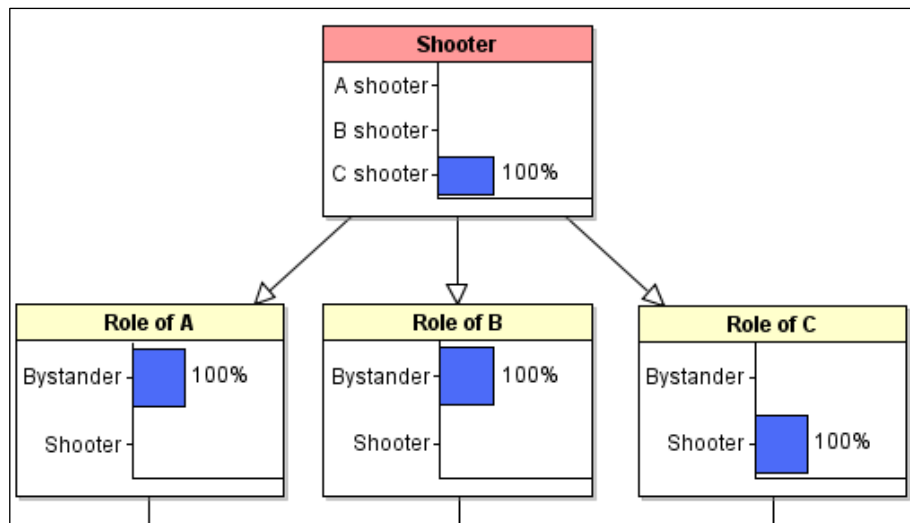 Shooter
A shooter
B shooter
C shooter 100%
Role of A
Bystander 100%
Shooter
Role of B
Bystander 100%
Shooter
Role of C
Bystander
Shooter 100%